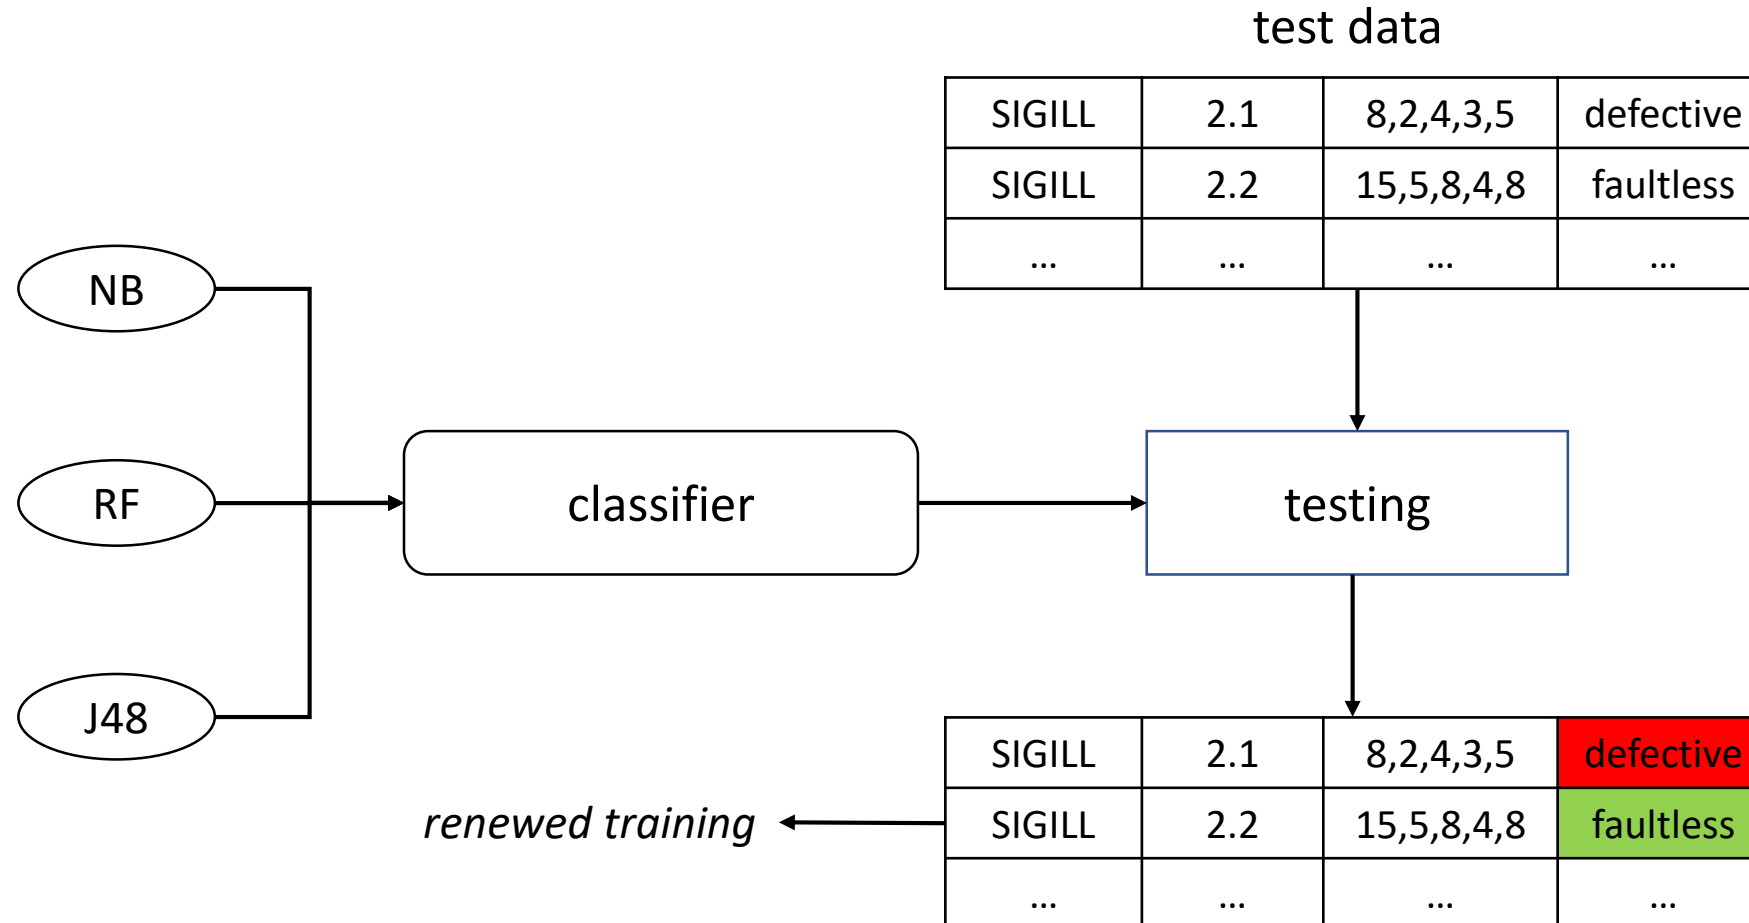 test data
SIGILL 2.1 8,2,4,3,5 defective
SIGILL 2.2 15,5,8,4,8 faultless
... ... ... ...
NB
RF
classifier
testing
J48
SIGILL 2.1 8,2,4,3,5 defective
renewed training
SIGILL 2.2 15,5,8,4,8 faultless
... ... ... ...